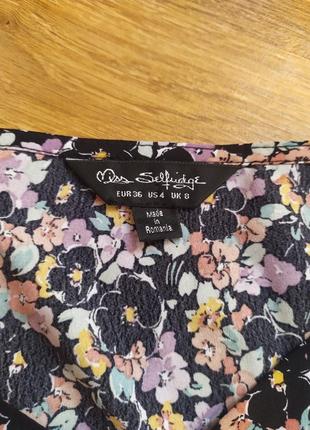 Miss Selfridge
EUR 36 US 4 UK 8
Made
in
Romania